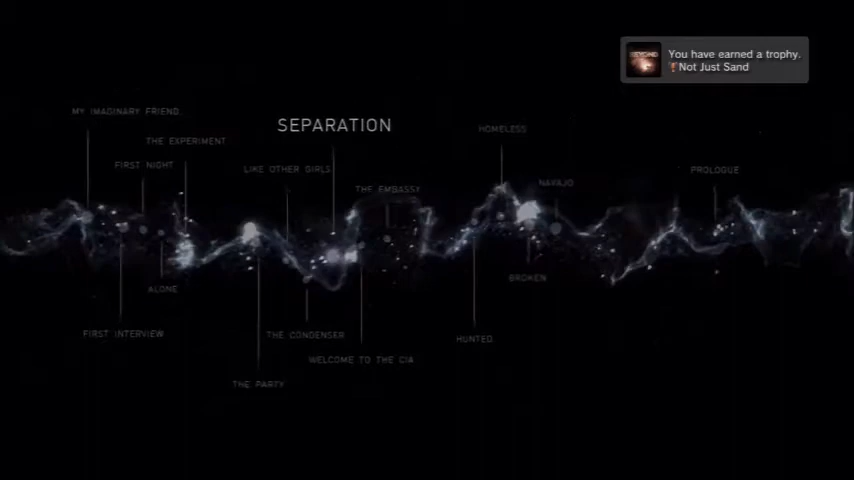 You have earned a trophy.
Not Just Sand
BEYOND
MY IMAGINARY FRIEND
SEPARATION
HOMELESS
THE EXPERIMENT
FIRST NIGHT
LIKE OTHER GIRLS
PROLOGUE
THE EMBASSY
NAVAJO
BROKEN
ALONE
FIRST INTERVIEW
THE CONDENSER
HUNTED
WELCOME TO THE CIA
THE PARTY